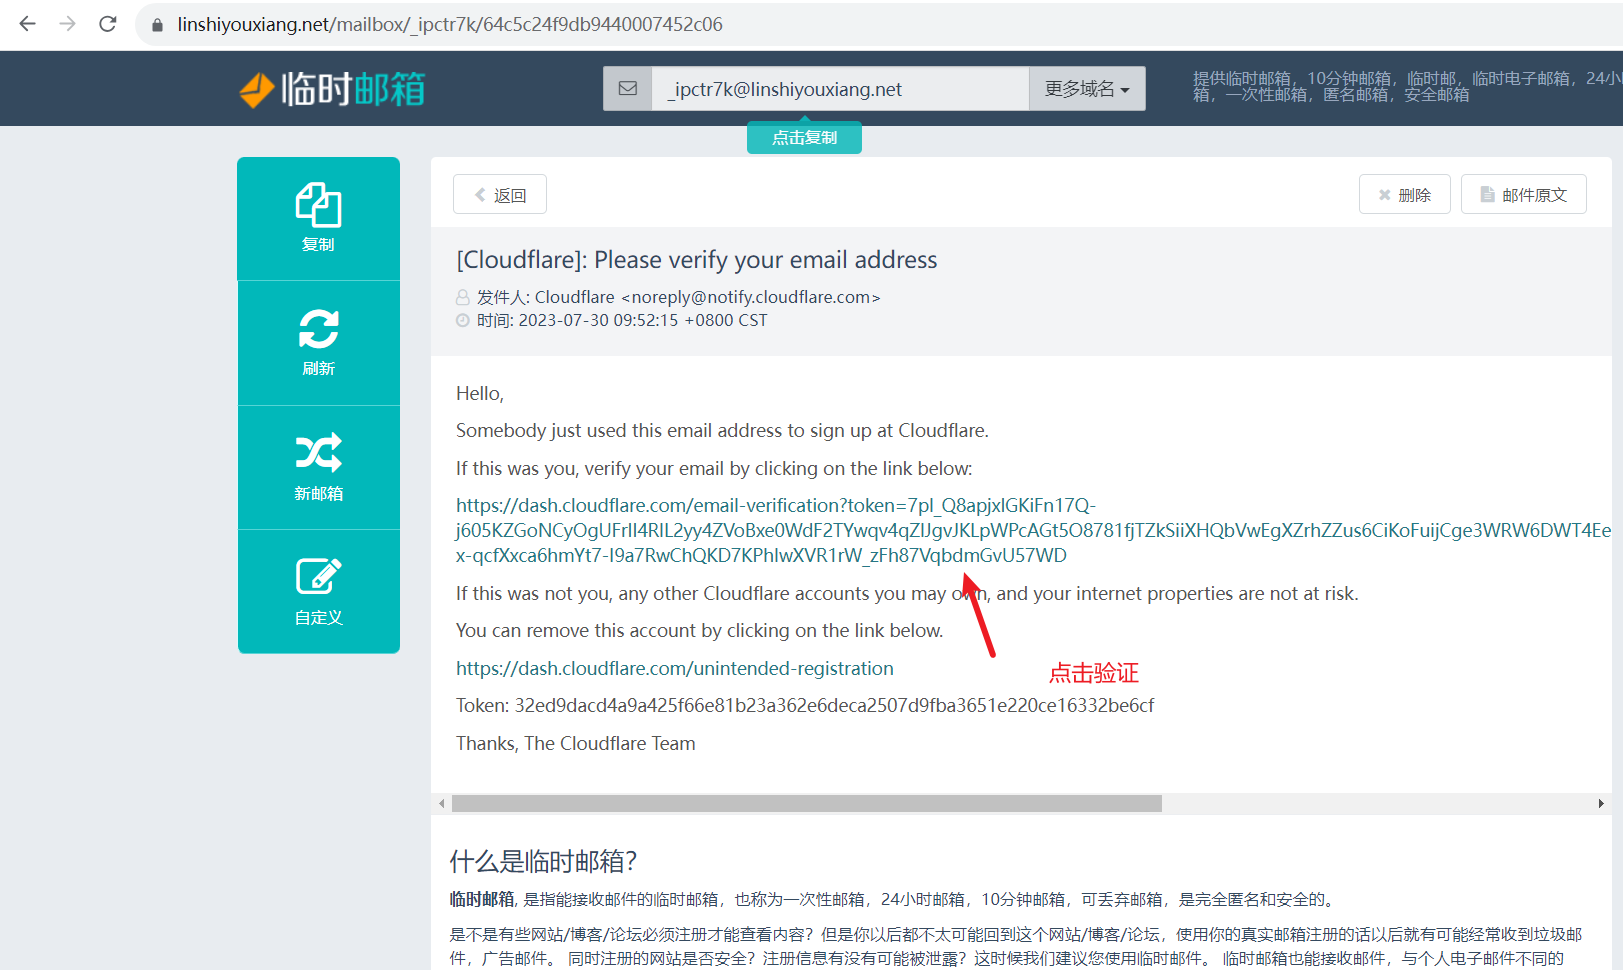 linshiyouxiang.net/mailbox/_ipctr7k/64c5c24f9db9440007452c06
临时邮箱
_ipctr7k@linshiyouxiang.net
更多域名
提供临时邮箱，10分钟邮箱，临时邮，临时电子邮箱，24小
箱，一次性邮箱，匿名邮箱，安全邮箱
点击复制
复制
刷新
新邮箱
自定义
返回
删除
邮件原文
[Cloudflare]: Please verify your email address
发件人: Cloudflare <noreply@notify.cloudflare.com>
时间: 2023-07-30 09:52:15 +0800 CST
Hello,
Somebody just used this email address to sign up at Cloudflare.
If this was you, verify your email by clicking on the link below:
https://dash.cloudflare.com/email-verification?token=7pl_Q8apjxlGKiFn17Q-
j605KZGoNCyOgUFrlI4RlL2yy4ZVoBxe0WdF2TYwqv4qZlJgvJKLpWPcAGt5O8781fjTZkSiiXHQbVwEgXZrhZZus6CiKoFuijCge3WRW6DWT4Ee
x-qcfXxca6hmYt7-I9a7RwChQKD7KPhIwXVR1rW_zFh87VqbdmGvU57WD
If this was not you, any other Cloudflare accounts you may own, and your internet properties are not at risk.
You can remove this account by clicking on the link below.
https://dash.cloudflare.com/unintended-registration
点击验证
Token: 32ed9dacd4a9a425f66e81b23a362e6deca2507d9fba3651e220ce16332be6cf
Thanks, The Cloudflare Team
什么是临时邮箱？
临时邮箱, 是指能接收邮件的临时邮箱，也称为一次性邮箱，24小时邮箱，10分钟邮箱，可丢弃邮箱，是完全匿名和安全的。
是不是有些网站/博客/论坛必须注册才能查看内容？但是你以后都不太可能回到这个网站/博客/论坛，使用你的真实邮箱注册的话以后就有可能经常收到垃圾邮
件，广告邮件。 同时注册的网站是否安全？注册信息有没有可能被泄露？这时候我们建议您使用临时邮件。 临时邮箱也能接收邮件，与个人电子邮件不同的